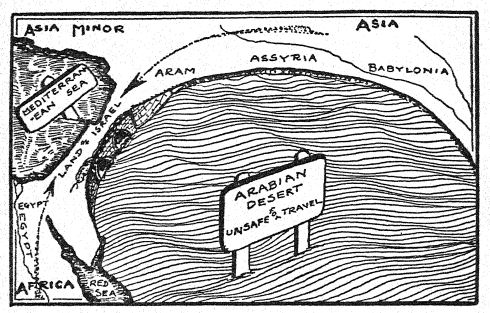 ASIA MINOR
ASIA
ASSYRIA
ARAM
BABYLONIA
MEDITERRAN
-EAN SEA
LAND OF ISRAEL
ARABIAN
DESERT
UNSAFE TO TRAVEL
EGYPT
EGYPT
AFRICA
RED
SEA